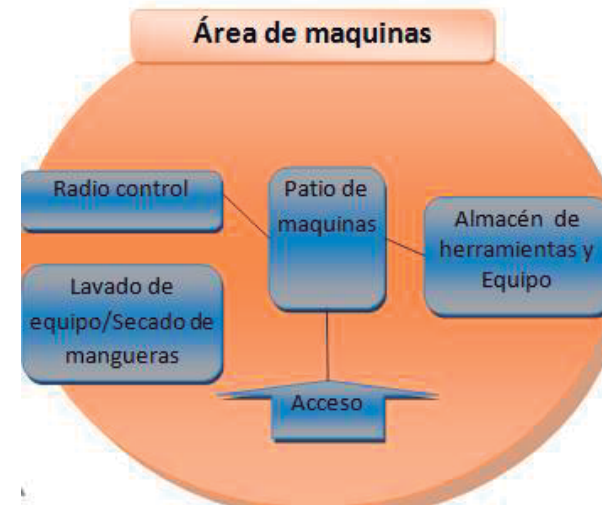 Área de maquinas
Radio control
Patio de
maquinas
Almacén de
herramientas y
Equipo
Lavado de
equipo/Secado de
mangueras
Acceso